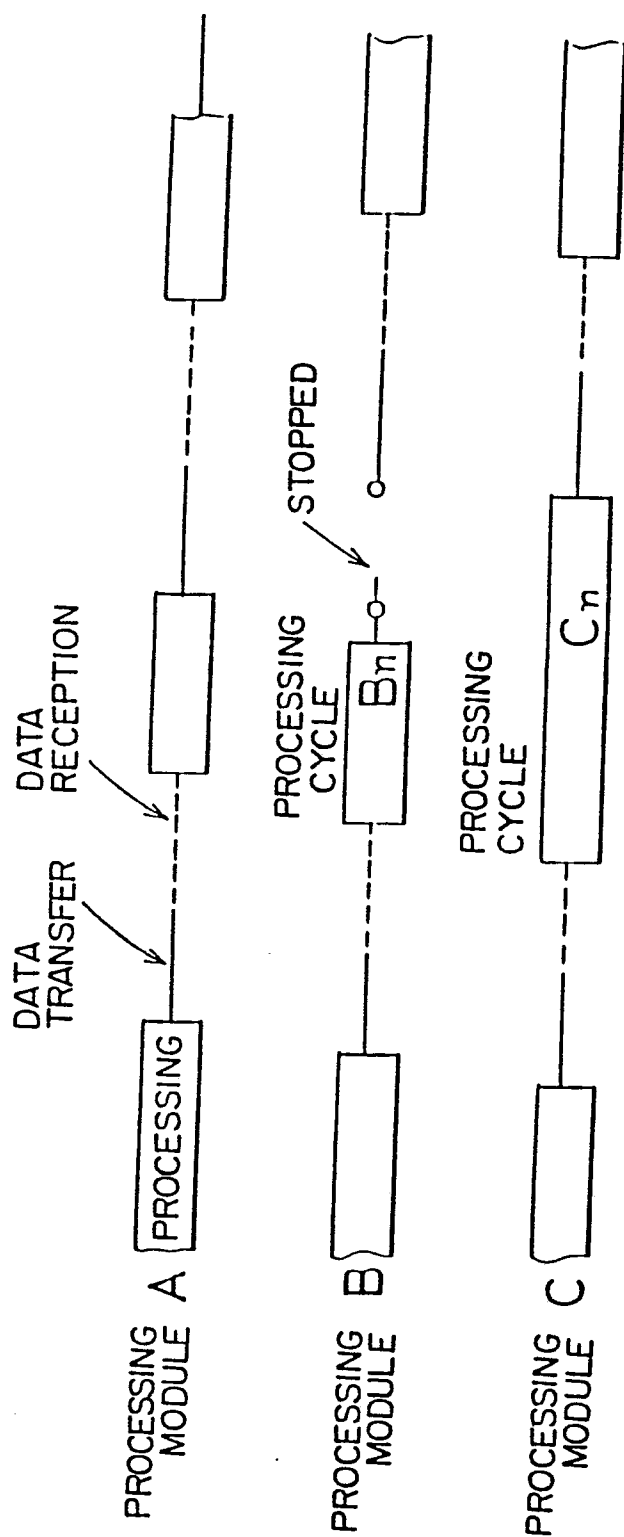 DATA
TRANSFER
DATA
RECEPTION
PROCESSING
MODULE A
PROCESSING
PROCESSING
CYCLE
STOPPED
PROCESSING
MODULE B
Bn
PROCESSING
CYCLE
PROCESSING
MODULE C
Cn